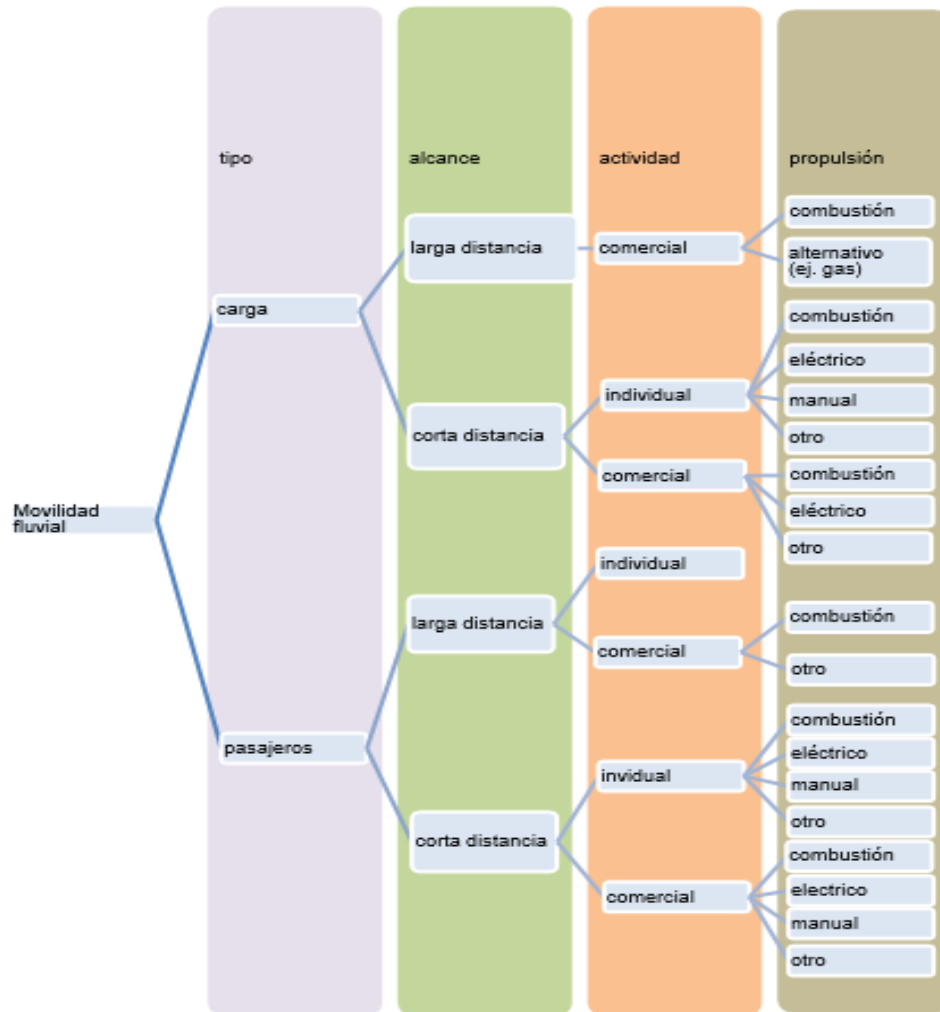 tipo
alcance
actividad
propulsión
combustión
larga distancia
comercial
alternativo
(ej. gas)
carga
combustión
eléctrico
individual
manual
corta distancia
otro
comercial
combustión
Movilidad
fluvial
eléctrico
otro
individual
larga distancia
combustión
comercial
otro
combustión
pasajeros
eléctrico
invidual
manual
otro
corta distancia
combustión
electrico
comercial
manual
otro